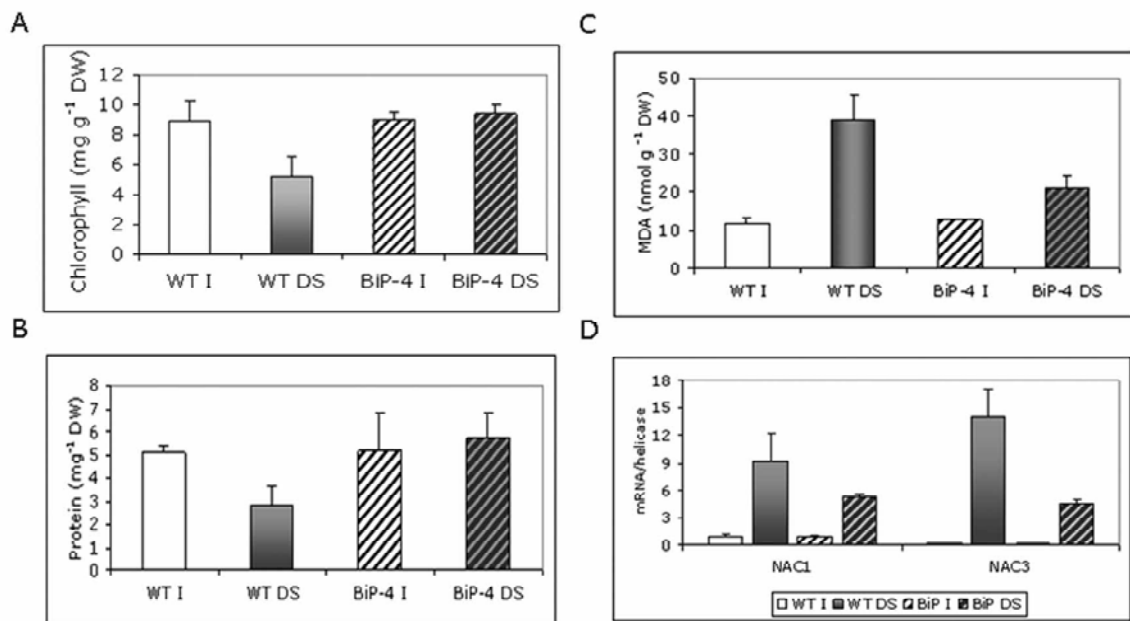 A
Chlorophyll (mg g⁻¹ DW)
12
10
8
6
4
2
0
WT I WT DS BiP-4 I BiP-4 DS
B
Protein (mg⁻¹ DW)
8
7
6
5
4
3
2
1
0
WT I WT DS BiP-4 I BiP-4 DS
C
MDA (nmol g⁻¹ DW)
50
40
30
20
10
0
WT I WT DS BiP-4 I BiP-4 DS
D
mRNA/helicase
18
15
12
9
6
3
0
NAC1 NAC3
WT I WT DS BiP I BiP DS